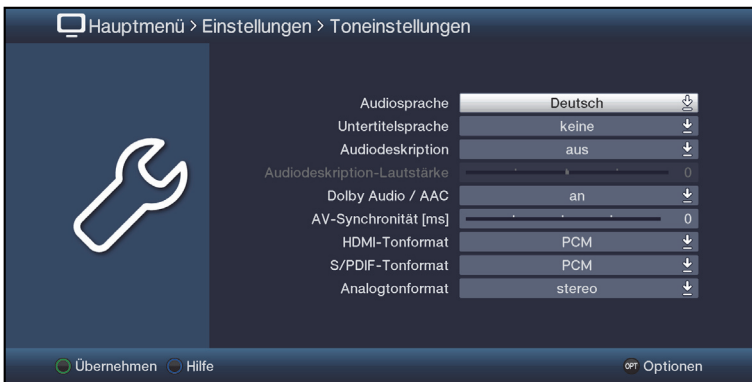 Hauptmenü > Einstellungen > Toneinstellungen
Audiosprache Deutsch
Untertitelsprache keine
Audiodeskription aus
Audiodeskription-Lautstärke 0
Dolby Audio / AAC an
AV-Synchronität [ms] 0
HDMI-Tonformat PCM
S/PDIF-Tonformat PCM
Analogtonformat stereo
Übernehmen Hilfe OPT Optionen